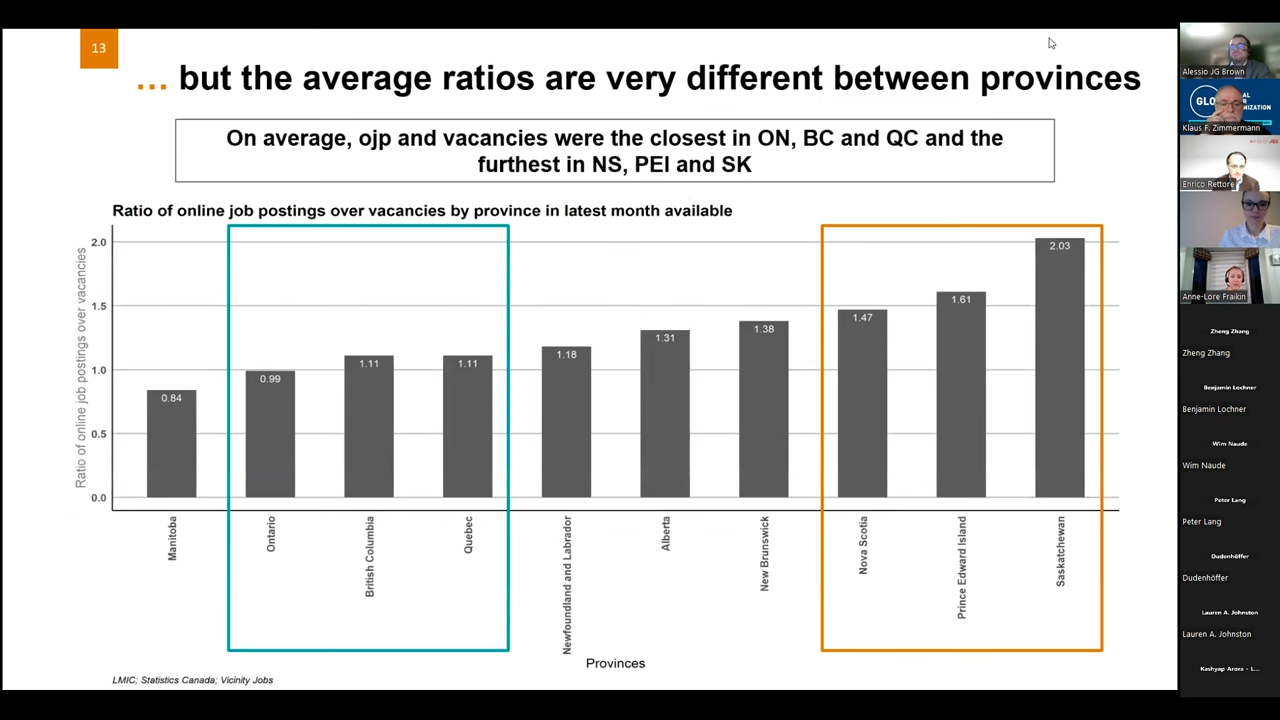 13
… but the average ratios are very different between provinces
On average, ojp and vacancies were the closest in ON, BC and QC and the
furthest in NS, PEI and SK
Ratio of online job postings over vacancies by province in latest month available
Ratio of online job postings over vacancies
2.0
1.5
1.0
0.5
0.0
0.84
0.99
1.11
1.11
1.18
1.31
1.38
1.47
1.61
2.03
Manitoba
Ontario
British Columbia
Quebec
Newfoundland and Labrador
Alberta
New Brunswick
Nova Scotia
Prince Edward Island
Saskatchewan
Provinces
LMIC; Statistics Canada; Vicinity Jobs
Alessio JG Brown
Klaus F. Zimmermann
Enrico Rettore
Anne-Lore Fraikin
Zheng Zhang
Zheng Zhang
Benjamin Lochner
Benjamin Lochner
Wim Naude
Wim Naude
Peter Lang
Peter Lang
Dudenhöffer
Dudenhöffer
Lauren A. Johnston
Lauren A. Johnston